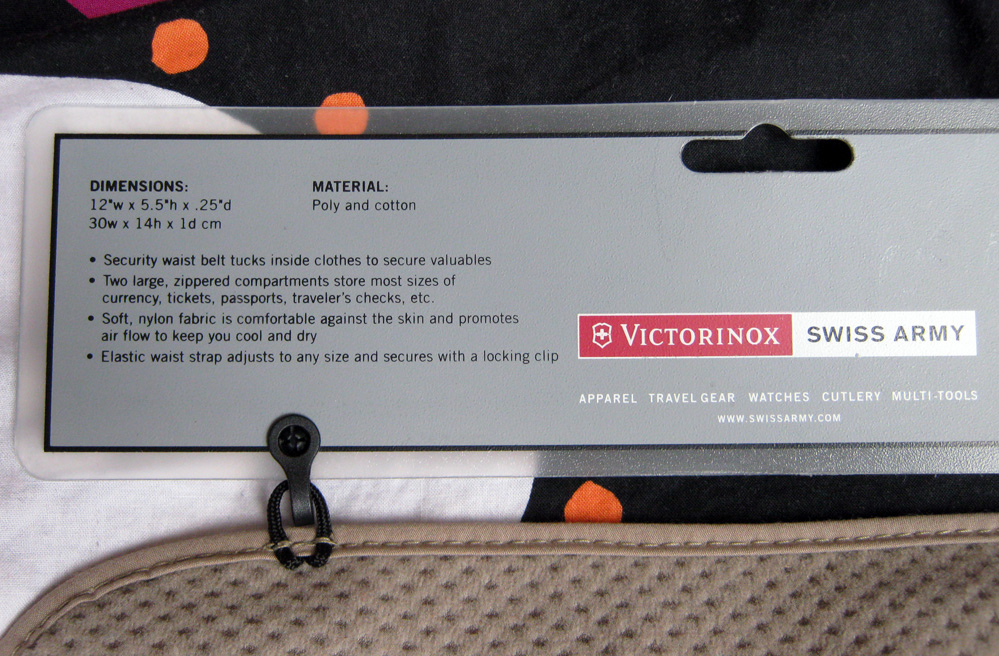 DIMENSIONS:
12"w x 5.5"h x .25"d
30w x 14h x 1d cm
MATERIAL:
Poly and cotton
• Security waist belt tucks inside clothes to secure valuables
• Two large, zippered compartments store most sizes of
currency, tickets, passports, traveler's checks, etc.
• Soft, nylon fabric is comfortable against the skin and promotes
air flow to keep you cool and dry
• Elastic waist strap adjusts to any size and secures with a locking clip
VICTORINOX SWISS ARMY
APPAREL TRAVEL GEAR WATCHES CUTLERY MULTI-TOOLS
WWW.SWISSARMY.COM